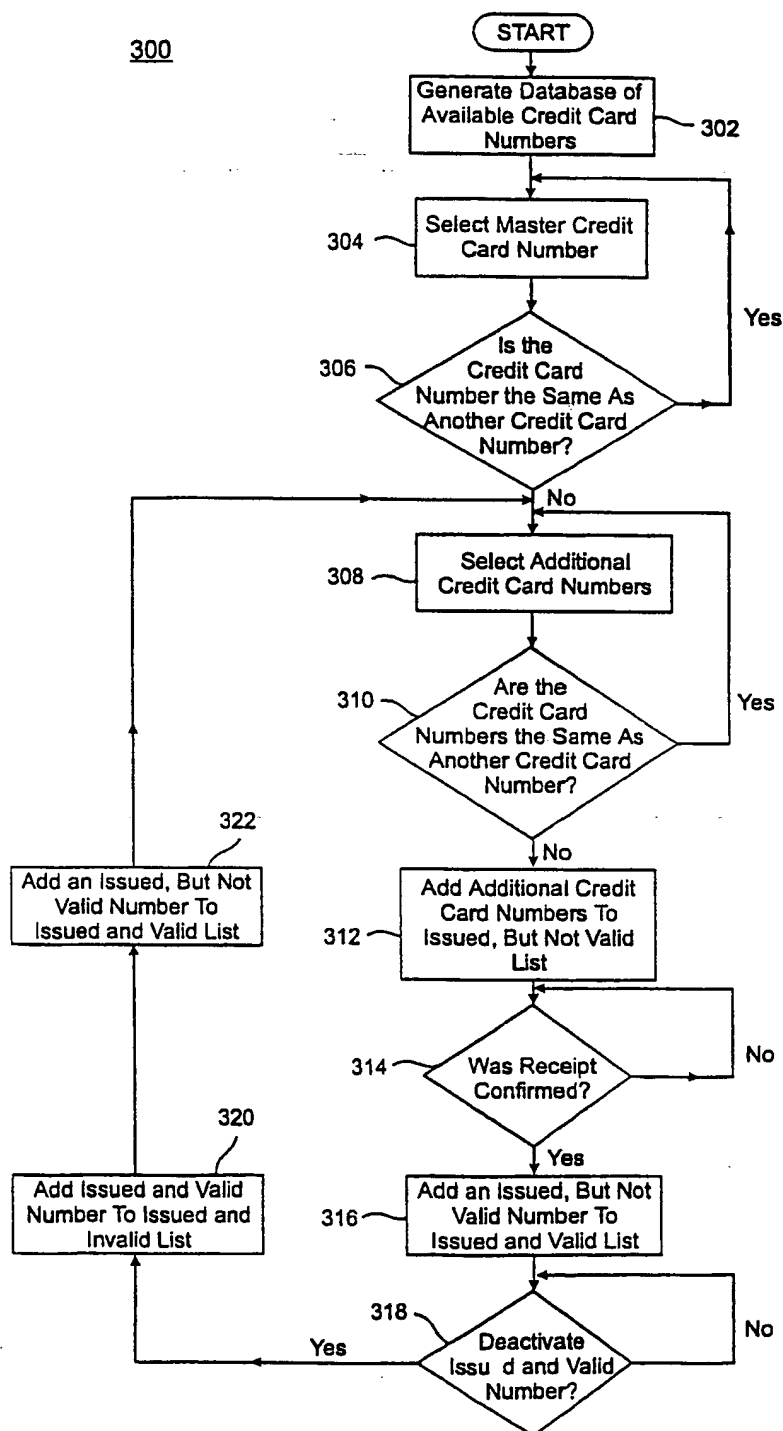 300
START
Generate Database of
Available Credit Card
Numbers
302
304
Select Master Credit
Card Number
Yes
306
Is the
Credit Card
Number the Same As
Another Credit Card
Number?
No
308
Select Additional
Credit Card Numbers
310
Are the
Credit Card
Numbers the Same As
Another Credit Card
Number?
Yes
No
322
Add an Issued, But Not
Valid Number To
Issued and Valid List
312
Add Additional Credit
Card Numbers To
Issued, But Not Valid
List
314
Was Receipt
Confirmed?
No
Yes
320
Add Issued and Valid
Number To Issued and
Invalid List
316
Add an Issued, But Not
Valid Number To
Issued and Valid List
318
Deactivate
Issu d and Valid
Number?
No
Yes